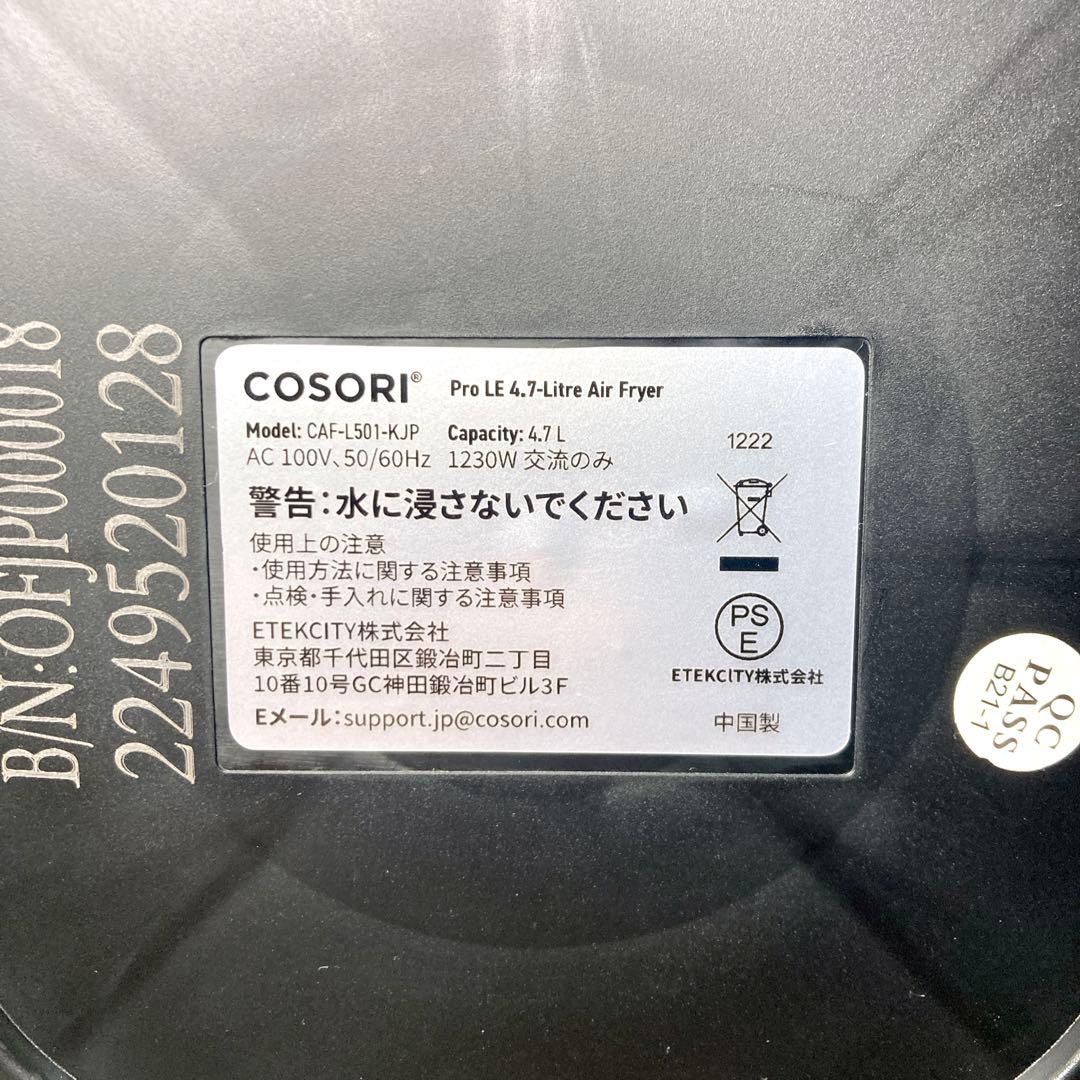 COSORI® Pro LE 4.7-Litre Air Fryer
Model: CAF-L501-KJP Capacity: 4.7 L
AC 100V、50/60Hz 1230W 交流のみ
1222
警告：水に浸さないでください
使用上の注意
・使用方法に関する注意事項
・点検・手入れに関する注意事項
ETEKCITY株式会社
東京都千代田区鍛冶町二丁目
10番10号GC神田鍛冶町ビル3F
Eメール：support.jp@cosori.com
PS
E
ETEKCITY株式会社
中国製
B/N:OFJP000018
2249520128
QC
PASS
B21-1